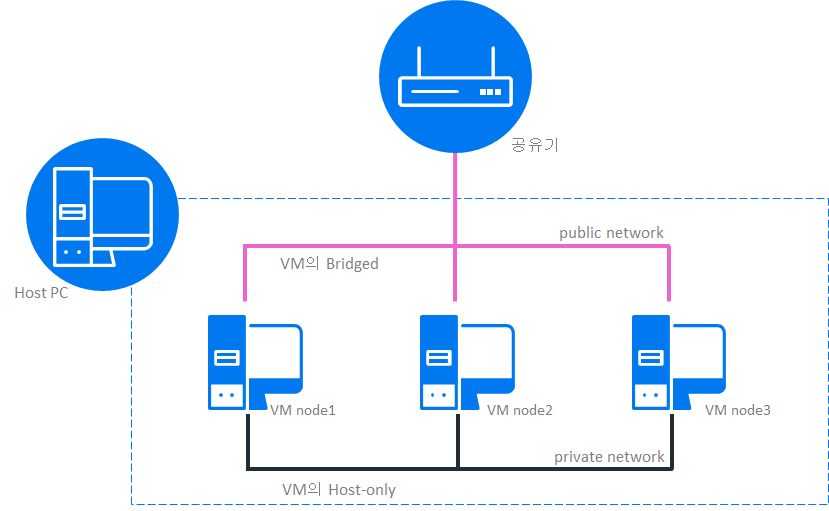 공유기
public network
VM의 Bridged
Host PC
VM node1
VM node2
VM node3
private network
VM의 Host-only